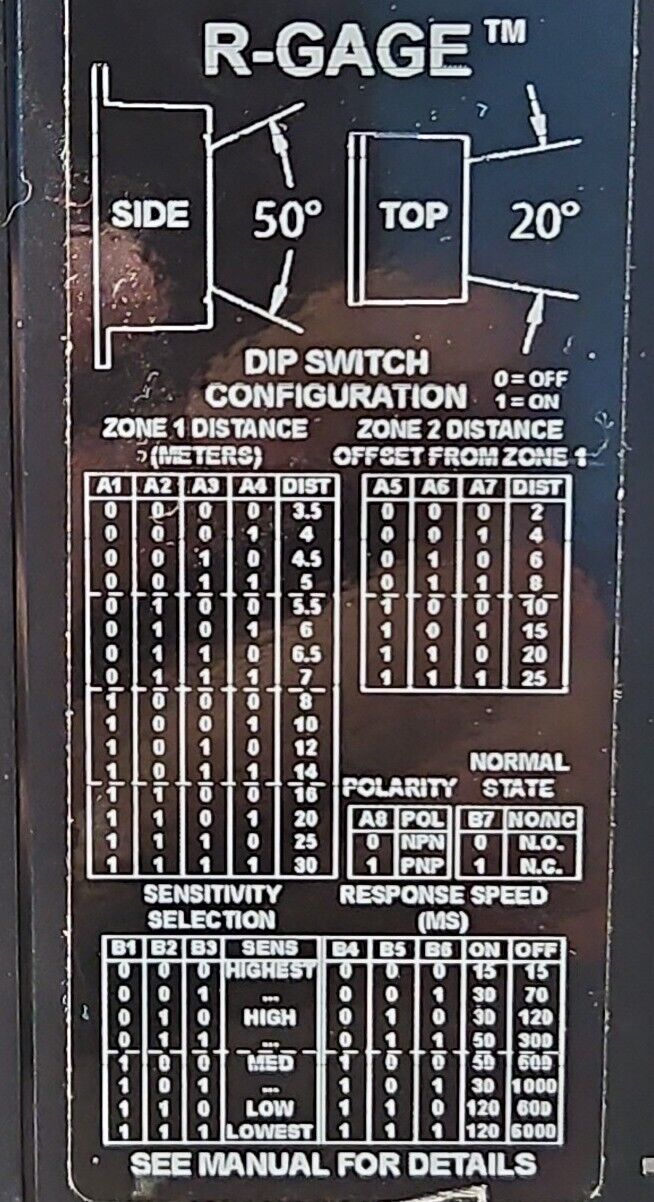 R-GAGE™
SIDE 50° TOP 20°
DIP SWITCH
CONFIGURATION
0 = OFF
1 = ON
ZONE 1 DISTANCE
(METERS)
A1 A2 A3 A4 DIST
0 0 0 0 3.5
0 0 0 1 4
0 0 1 0 4.5
0 0 1 1 5
0 1 0 0 5.5
0 1 0 1 6
0 1 1 0 6.5
0 1 1 1 7
1 0 0 0 8
1 0 0 1 10
1 0 1 0 12
1 0 1 1 14
1 1 0 0 16
1 1 0 1 20
1 1 1 0 25
1 1 1 1 30
ZONE 2 DISTANCE
OFFSET FROM ZONE 1
A5 A6 A7 DIST
0 0 0 2
0 0 1 4
0 1 0 6
0 1 1 8
1 0 0 10
1 0 1 15
1 1 0 20
1 1 1 25
POLARITY
A8 POL
0 NPN
1 PNP
NORMAL
STATE
B7 NO/NC
0 N.O.
1 N.C.
SENSITIVITY
SELECTION
B1 B2 B3 SENS
0 0 0 HIGHEST
0 0 1 ...
0 1 0 HIGH
0 1 1 ...
1 0 0 MED
1 0 1 ...
1 1 0 LOW
1 1 1 LOWEST
RESPONSE SPEED
(MS)
B4 B5 B6 ON OFF
0 0 0 15 15
0 0 1 30 70
0 1 0 30 120
0 1 1 50 300
1 0 0 50 600
1 0 1 30 1000
1 1 0 120 600
1 1 1 120 6000
SEE MANUAL FOR DETAILS